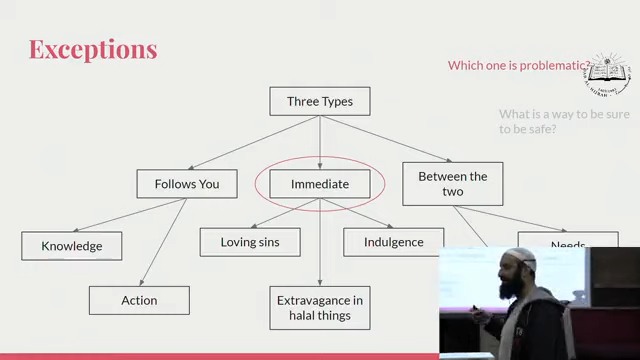 Exceptions
Which one is problematic?
What is a way to be sure
to be safe?
Three Types
Follows You
Immediate
Between the
two
Knowledge
Loving sins
Indulgence
Needs
Action
Extravagance in
halal things